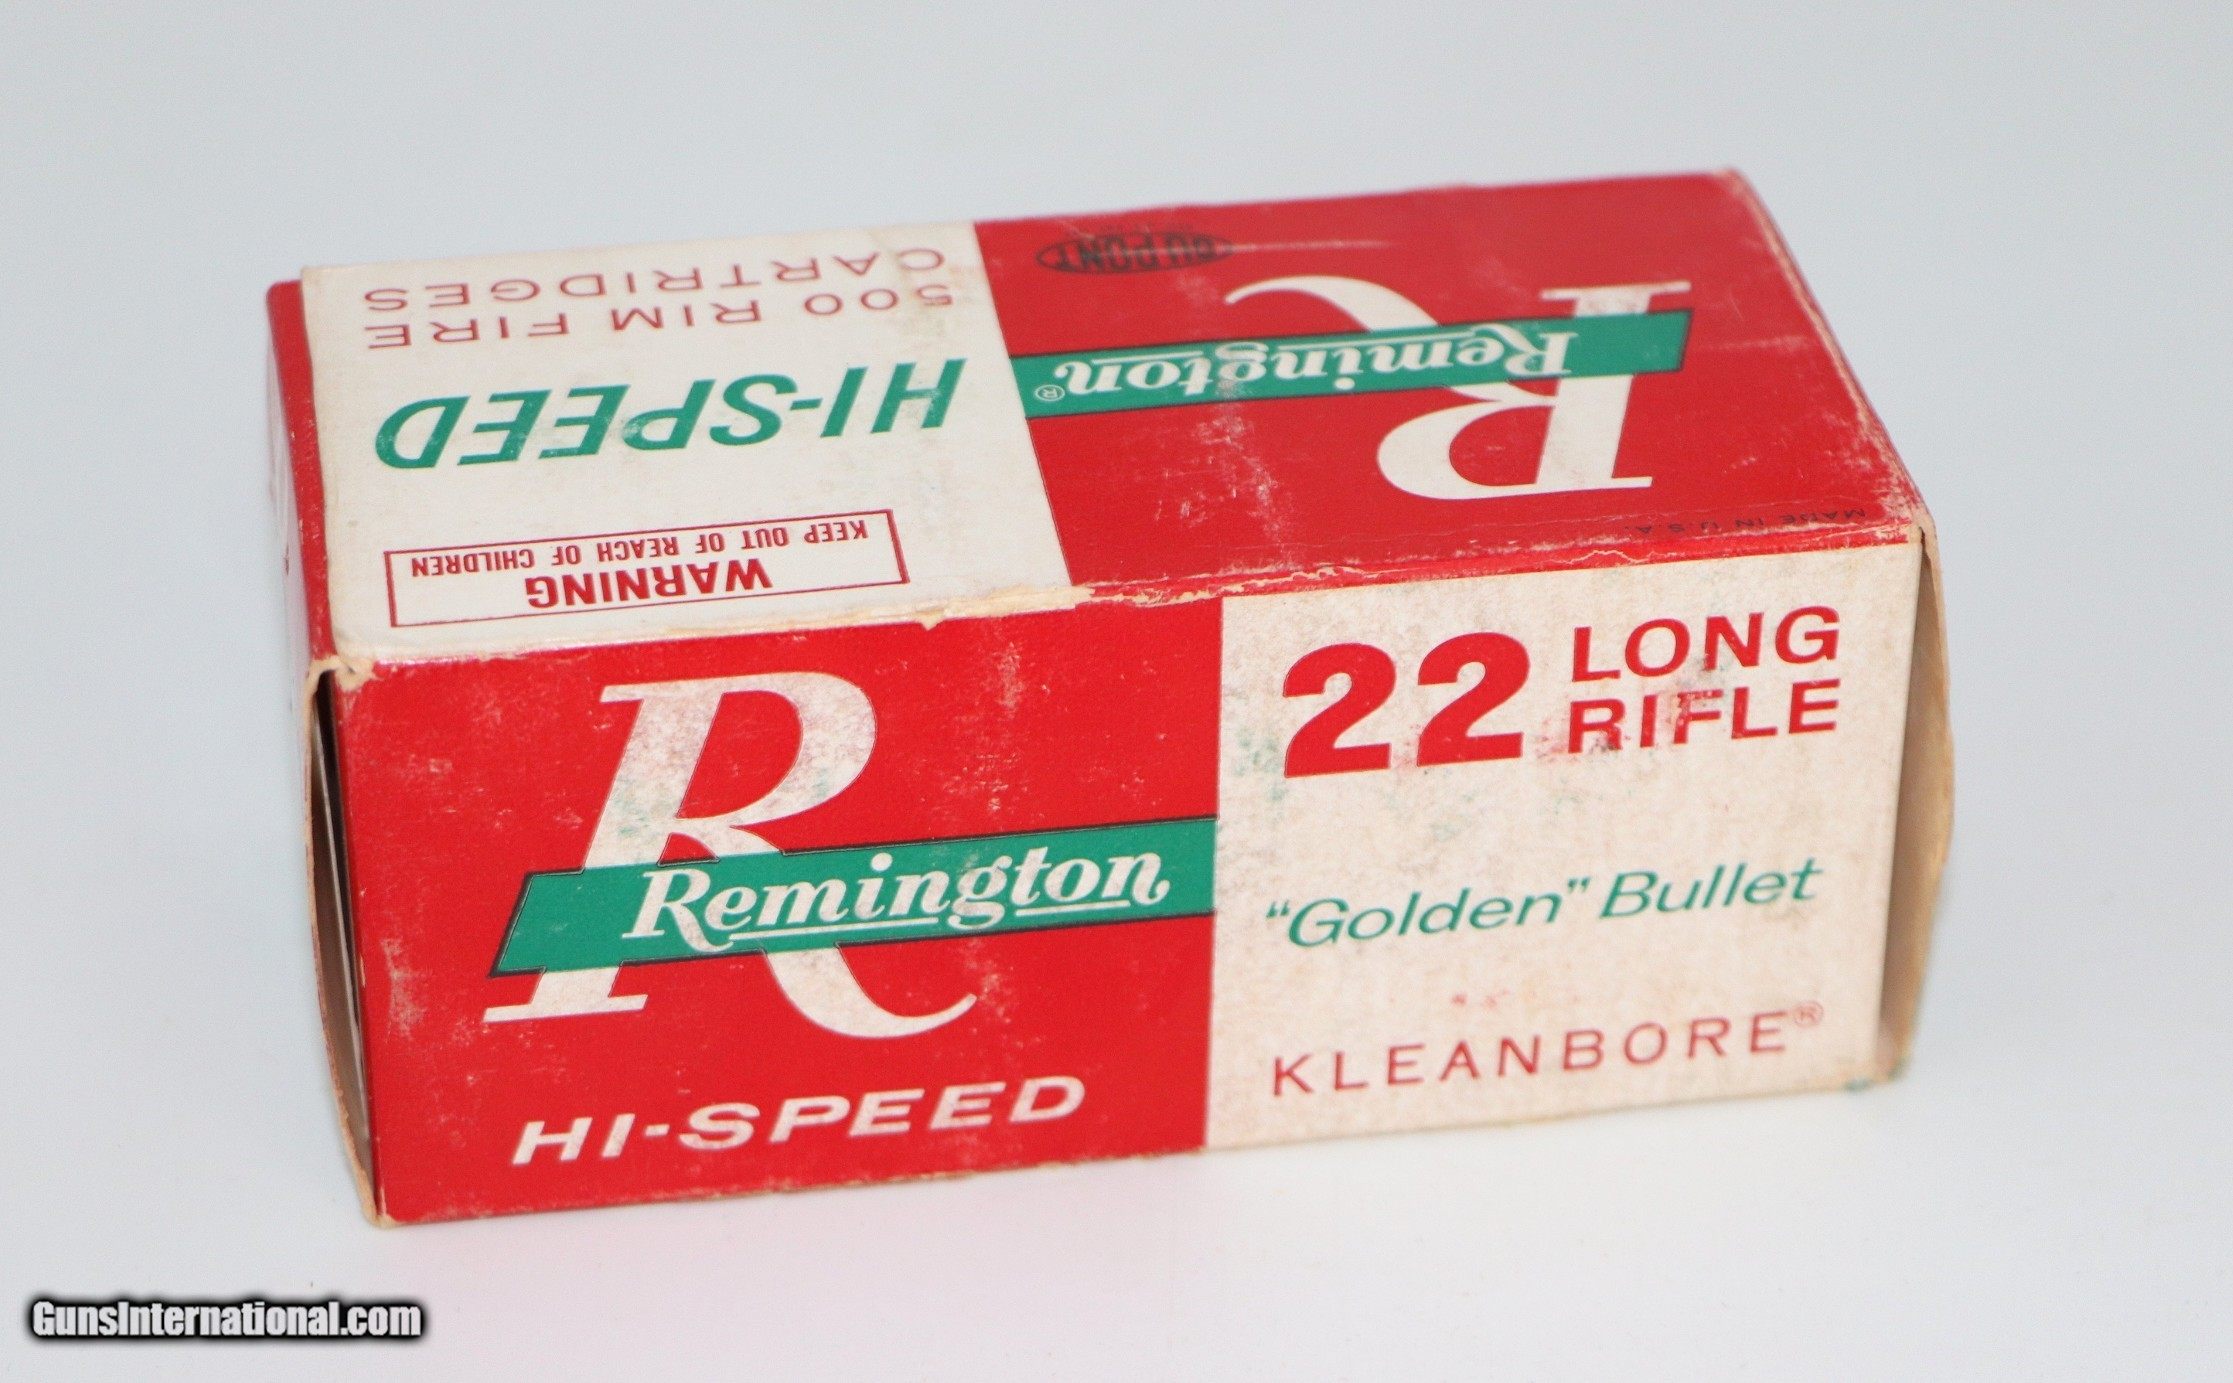 DU PONT
Remington®
R
MADE IN U.S.A.
500 RIM FIRE
CARTRIDGES
HI-SPEED
WARNING
KEEP OUT OF REACH OF CHILDREN
R
Remington
HI-SPEED
22 LONG
RIFLE
"Golden" Bullet
KLEANBORE®
GunsInternational.com